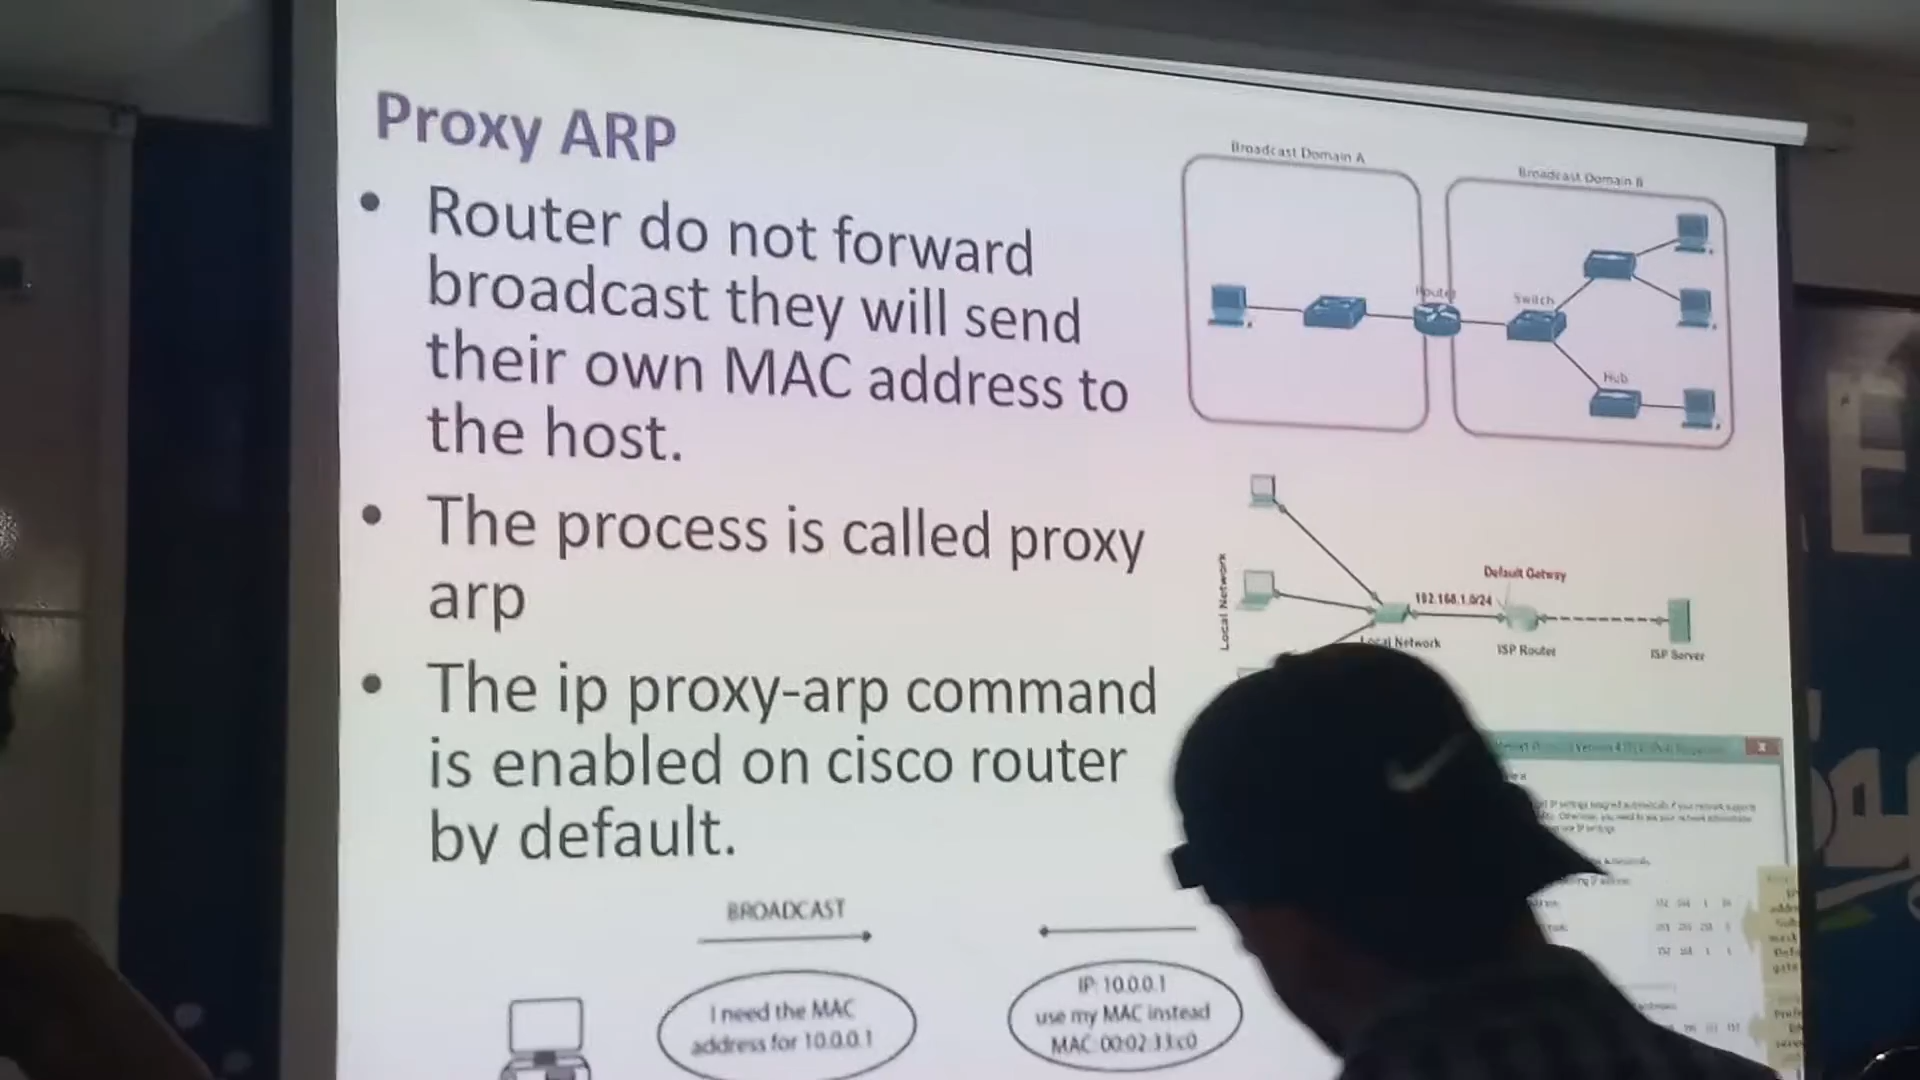 Proxy ARP
• Router do not forward
broadcast they will send
their own MAC address to
the host.
• The process is called proxy
arp
• The ip proxy-arp command
is enabled on cisco router
by default.
Broadcast Domain A
Broadcast Domain B
Router
Switch
Hub
Local Network
Default Getway
192.168.1.0/24
Local Network
ISP Router
ISP Server
BROADCAST
I need the MAC
address for 10.0.0.1
IP: 10.0.0.1
use my MAC instead
MAC: 00:02:33:c0
E